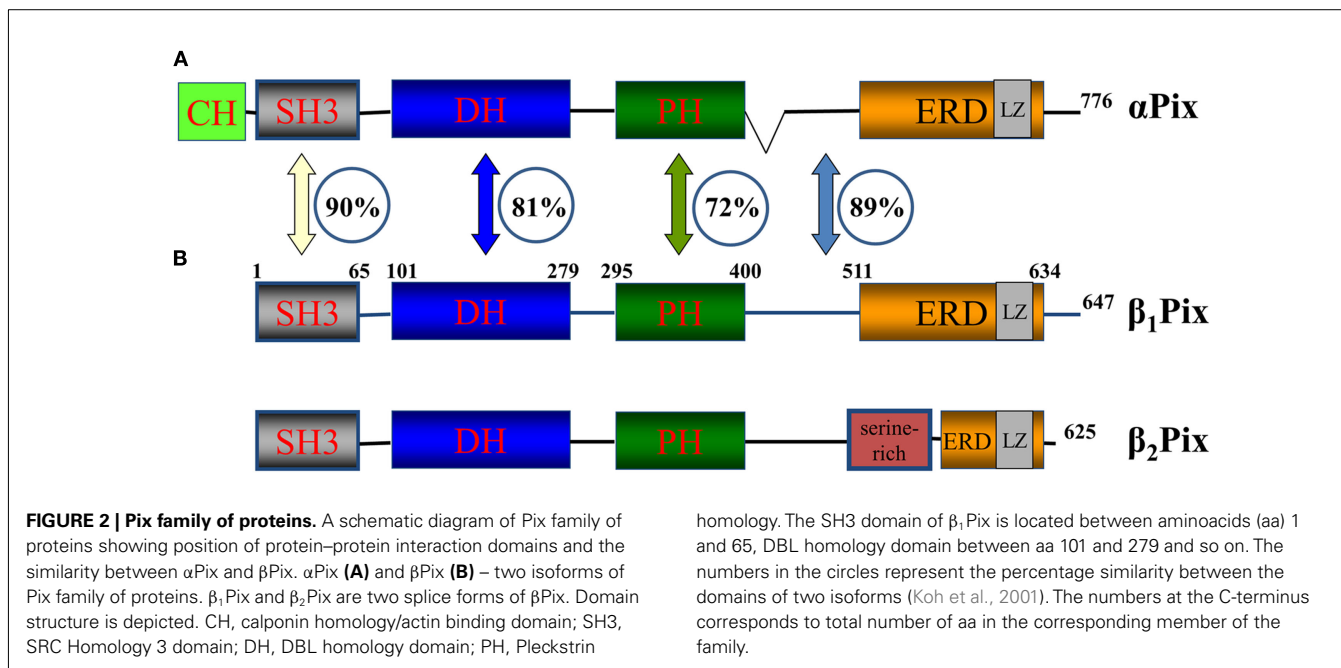 A
CH SH3 DH PH ERD LZ 776 αPix
90% 81% 72% 89%
B
1 65 101 279 295 400 511 634
SH3 DH PH ERD LZ 647 β₁Pix
SH3 DH PH serine- ERD LZ 625 β₂Pix
rich
FIGURE 2 | Pix family of proteins. A schematic diagram of Pix family of
proteins showing position of protein–protein interaction domains and the
similarity between αPix and βPix. αPix (A) and βPix (B) – two isoforms of
Pix family of proteins. β₁Pix and β₂Pix are two splice forms of βPix. Domain
structure is depicted. CH, calponin homology/actin binding domain; SH3,
SRC Homology 3 domain; DH, DBL homology domain; PH, Pleckstrin
homology. The SH3 domain of β₁Pix is located between aminoacids (aa) 1
and 65, DBL homology domain between aa 101 and 279 and so on. The
numbers in the circles represent the percentage similarity between the
domains of two isoforms (Koh et al., 2001). The numbers at the C-terminus
corresponds to total number of aa in the corresponding member of the
family.